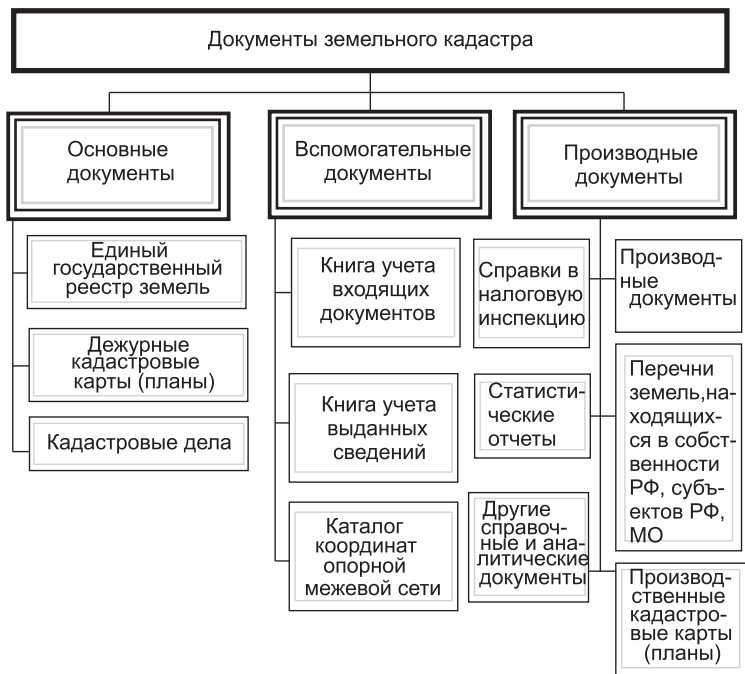 Документы земельного кадастра
Основные
документы
Вспомогательные
документы
Производные
документы
Единый
государственный
реестр земель
Дежурные
кадастровые
карты (планы)
Кадастровые дела
Книга учета
входящих
документов
Книга учета
выданных
сведений
Каталог
координат
опорной
межевой сети
Справки в
налоговую
инспекцию
Статисти-
ческие
отчеты
Другие
справоч-
ные и ана-
литические
документы
Производ-
ные
документы
Перечни
земель,на-
ходящих-
ся в собст-
венности
РФ, субъ-
ектов РФ,
МО
Производ-
ственные
кадастро-
вые карты
(планы)